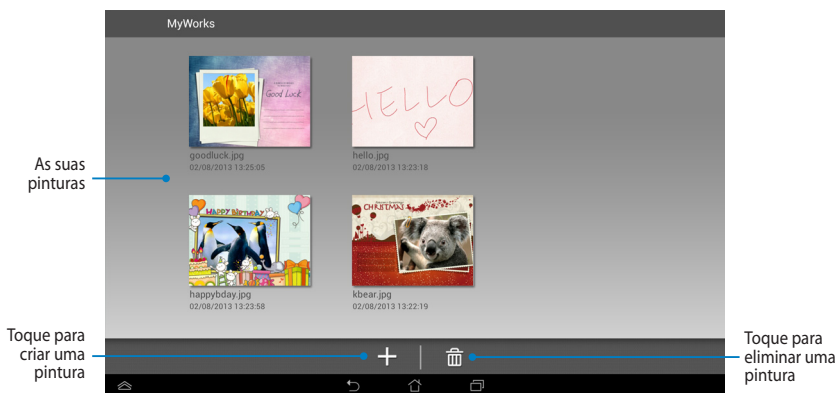 MyWorks
Good Luck
goodluck.jpg
02/08/2013 13:25:05
HELLO
hello.jpg
02/08/2013 13:23:18
As suas
pinturas
HAPPY BIRTHDAY
happybday.jpg
02/08/2013 13:23:58
CHRISTMAS
kbear.jpg
02/08/2013 13:22:19
Toque para
criar uma
pintura
Toque para
eliminar uma
pintura